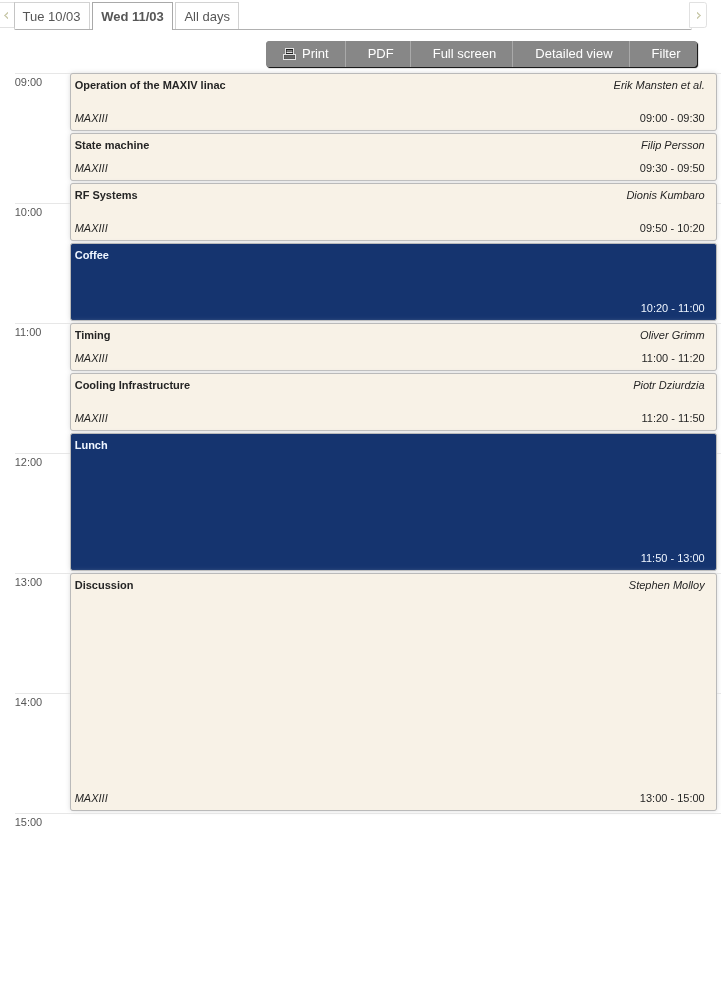 ‹ Tue 10/03 Wed 11/03 All days ›
Print PDF Full screen Detailed view Filter
09:00
Operation of the MAXIV linac Erik Mansten et al.
MAXIII 09:00 - 09:30
State machine Filip Persson
MAXIII 09:30 - 09:50
RF Systems Dionis Kumbaro
10:00
MAXIII 09:50 - 10:20
Coffee
10:20 - 11:00
11:00
Timing Oliver Grimm
MAXIII 11:00 - 11:20
Cooling Infrastructure Piotr Dziurdzia
MAXIII 11:20 - 11:50
Lunch
12:00
11:50 - 13:00
13:00
Discussion Stephen Molloy
14:00
MAXIII 13:00 - 15:00
15:00